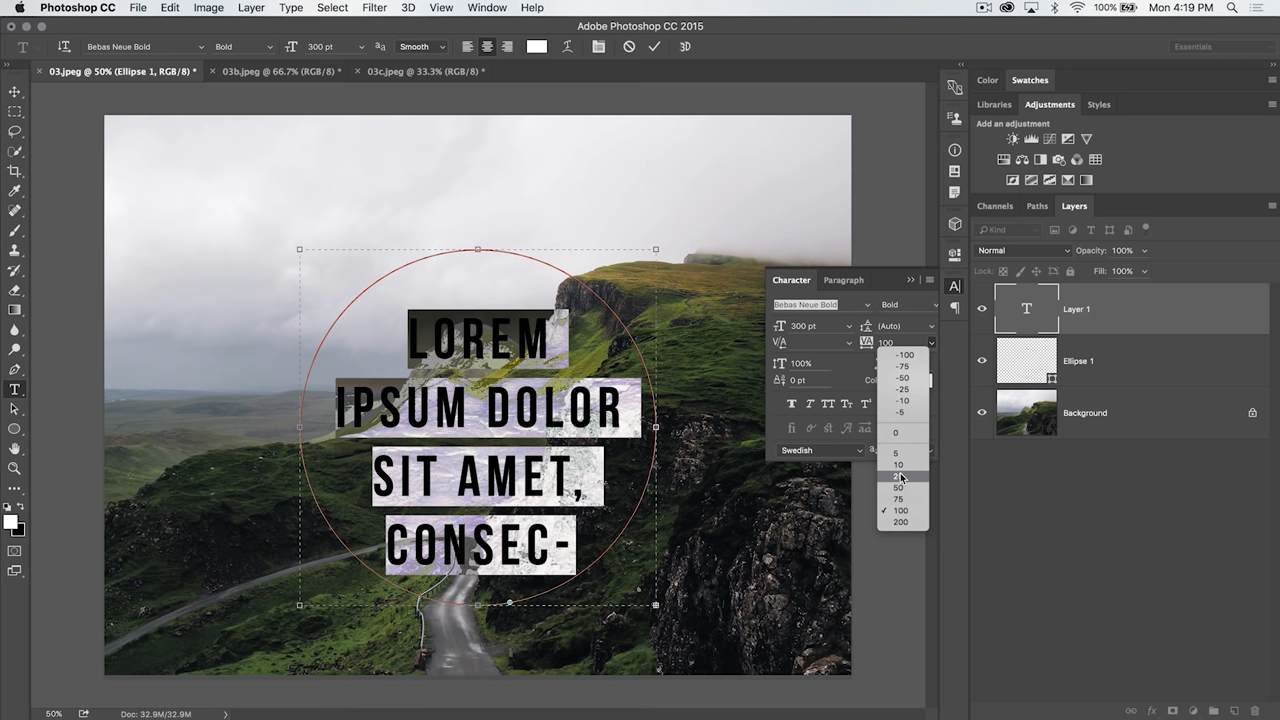 Photoshop CC File Edit Image Layer Type Select Filter 3D View Window Help 100% Mon 4:19 PM
Adobe Photoshop CC 2015
T Bebas Neue Bold Bold 300 pt Smooth 3D Essentials
03.jpeg @ 50% (Ellipse 1, RGB/8) * 03b.jpeg @ 66.7% (RGB/8) * 03c.jpeg @ 33.3% (RGB/8) *
LOREM
IPSUM DOLOR
SIT AMET,
CONSEC-
Character Paragraph
Bebas Neue Bold Bold
300 pt (Auto)
100
100%
0 pt
Swedish
-100
-75
-50
-25
-10
-5
0
5
10
50
75
100
200
Color Swatches
Libraries Adjustments Styles
Add an adjustment
Channels Paths Layers
Kind
Normal Opacity: 100%
Lock: Fill: 100%
T Layer 1
Ellipse 1
Background
50% Doc: 32.9M/32.9M